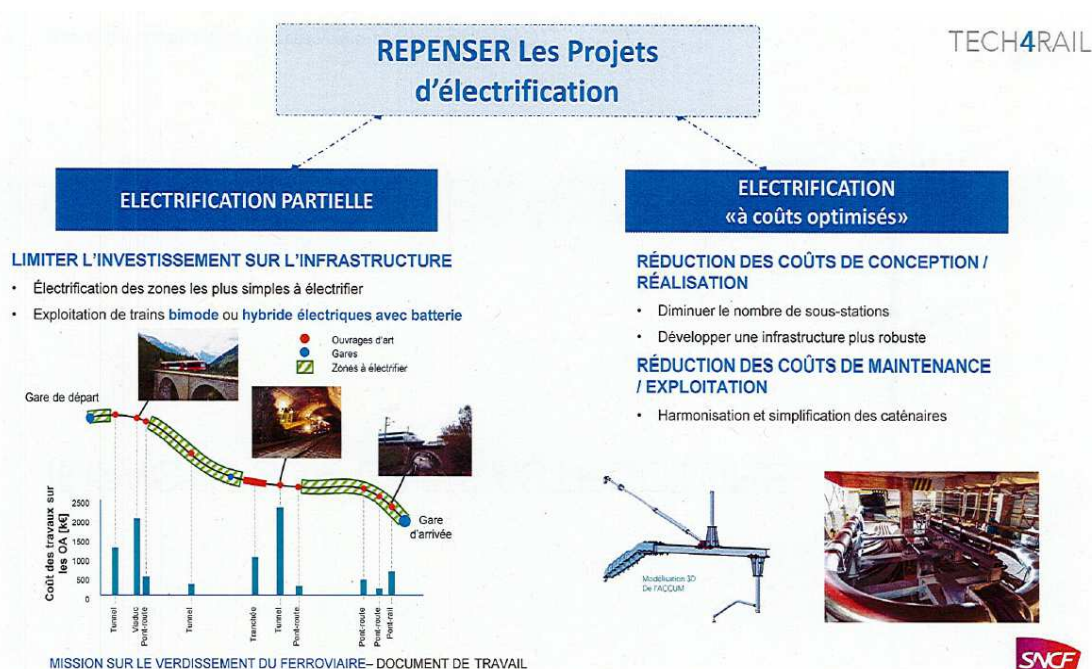 REPENSER Les Projets
d'électrification
TECH4RAIL
ELECTRIFICATION PARTIELLE
LIMITER L'INVESTISSEMENT SUR L'INFRASTRUCTURE
• Électrification des zones les plus simples à électrifier
• Exploitation de trains bimode ou hybride électriques avec batterie
Ouvrages d'art
Gares
Zones à électrifier
Gare de départ
Gare
d'arrivée
Coût des travaux sur
les OA [k€]
2500
2000
1500
1000
500
0
Tunnel
Viaduc
Pont-route
Tunnel
Tranchée
Tunnel
Pont-route
Pont-route
Pont-route
Pont-rail
ELECTRIFICATION
«à coûts optimisés»
RÉDUCTION DES COÛTS DE CONCEPTION /
RÉALISATION
• Diminuer le nombre de sous-stations
• Développer une infrastructure plus robuste
RÉDUCTION DES COÛTS DE MAINTENANCE
/ EXPLOITATION
• Harmonisation et simplification des caténaires
Modélisation 3D
De l'ACCUM
MISSION SUR LE VERDISSEMENT DU FERROVIAIRE– DOCUMENT DE TRAVAIL
SNCF